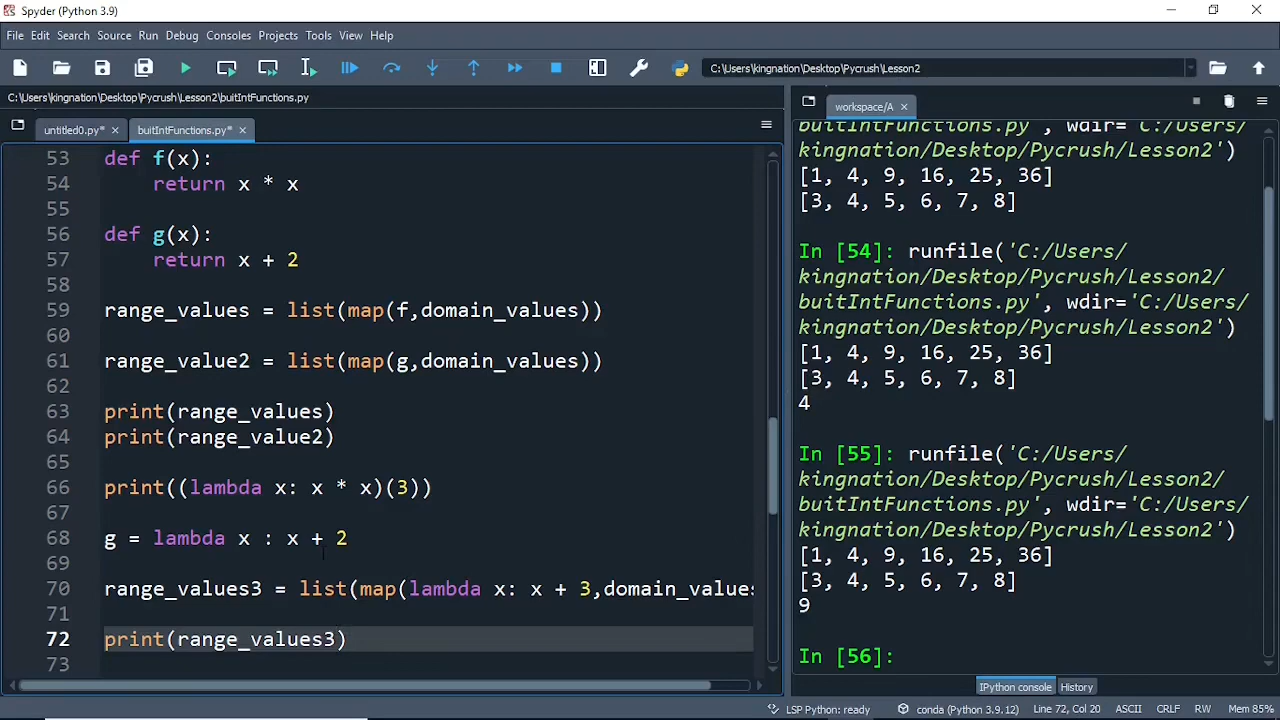 Spyder (Python 3.9)
File Edit Search Source Run Debug Consoles Projects Tools View Help
C:\Users\kingnation\Desktop\Pycrush\Lesson2
C:\Users\kingnation\Desktop\Pycrush\Lesson2\buitIntFunctions.py
untitled0.py* buitIntFunctions.py*
53 def f(x):
54 return x * x
55
56 def g(x):
57 return x + 2
58
59 range_values = list(map(f,domain_values))
60
61 range_value2 = list(map(g,domain_values))
62
63 print(range_values)
64 print(range_value2)
65
66 print((lambda x: x * x)(3))
67
68 g = lambda x : x + 2
69
70 range_values3 = list(map(lambda x: x + 3,domain_values
71
72 print(range_values3)
73
workspace/A
buitIntFunctions.py', wdir='C:/Users/
kingnation/Desktop/Pycrush/Lesson2')
[1, 4, 9, 16, 25, 36]
[3, 4, 5, 6, 7, 8]
In [54]: runfile('C:/Users/
kingnation/Desktop/Pycrush/Lesson2/
buitIntFunctions.py', wdir='C:/Users/
kingnation/Desktop/Pycrush/Lesson2')
[1, 4, 9, 16, 25, 36]
[3, 4, 5, 6, 7, 8]
4
In [55]: runfile('C:/Users/
kingnation/Desktop/Pycrush/Lesson2/
buitIntFunctions.py', wdir='C:/Users/
kingnation/Desktop/Pycrush/Lesson2')
[1, 4, 9, 16, 25, 36]
[3, 4, 5, 6, 7, 8]
9
In [56]:
IPython console History
LSP Python: ready conda (Python 3.9.12) Line 72, Col 20 ASCII CRLF RW Mem 85%